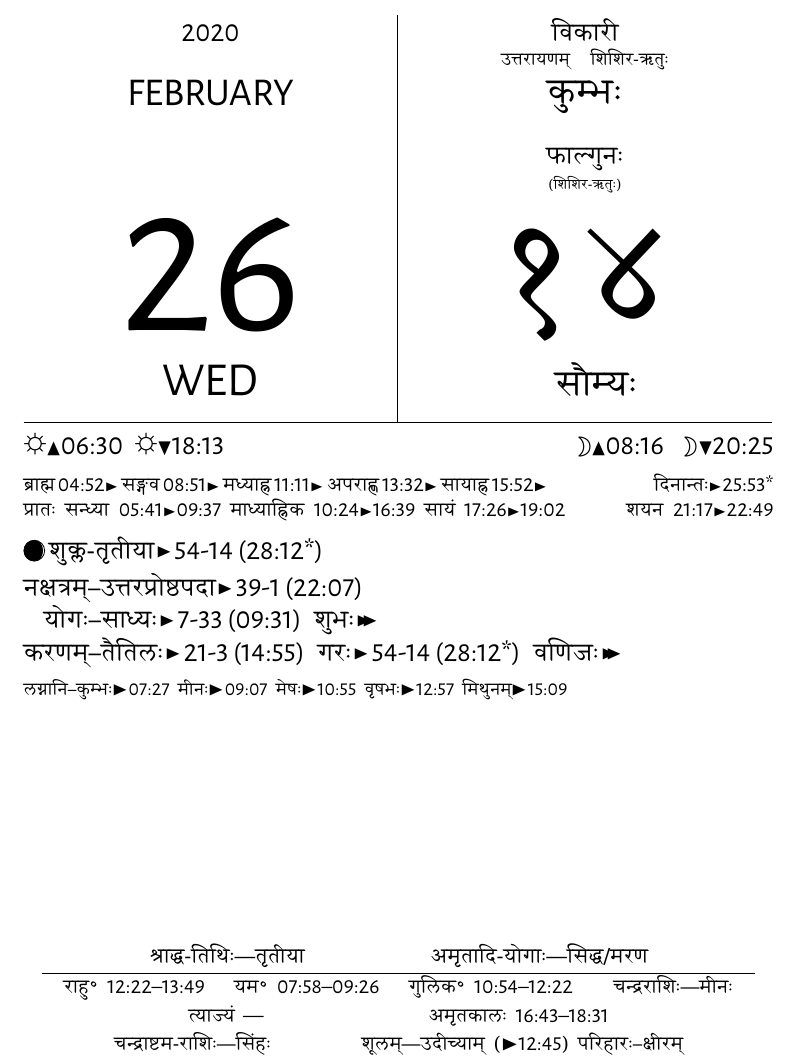 2020
FEBRUARY
26
WED
विकारी
उत्तरायणम् शिशिर-ऋतुः
कुम्भः
फाल्गुनः
(शिशिर-ऋतुः)
१४
सौम्यः
☼▲06:30 ☼▼18:13
☽▲08:16 ☽▼20:25
ब्राह्म 04:52► सङ्गव 08:51► मध्याह्न 11:11► अपराह्ण 13:32► सायाह्न 15:52► दिनान्तः►25:53*
प्रातः सन्ध्या 05:41►09:37 माध्याह्निक 10:24►16:39 सायं 17:26►19:02 शयन 21:17►22:49
शुक्ल-तृतीया►54-14 (28:12*)
नक्षत्रम्–उत्तरप्रोष्ठपदा►39-1 (22:07)
योगः–साध्यः►7-33 (09:31) शुभः►►
करणम्–तैतिलः►21-3 (14:55) गरः►54-14 (28:12*) वणिजः►►
लग्नानि–कुम्भः►07:27 मीनः►09:07 मेषः►10:55 वृषभः►12:57 मिथुनम्►15:09
श्राद्ध-तिथिः—तृतीया अमृतादि-योगाः—सिद्ध/मरण
राहु॰ 12:22–13:49 यम॰ 07:58–09:26 गुलिक॰ 10:54–12:22 चन्द्रराशिः—मीनः
त्याज्यं — अमृतकालः 16:43–18:31
चन्द्राष्टम-राशिः—सिंहः शूलम्—उदीच्याम् (►12:45) परिहारः–क्षीरम्